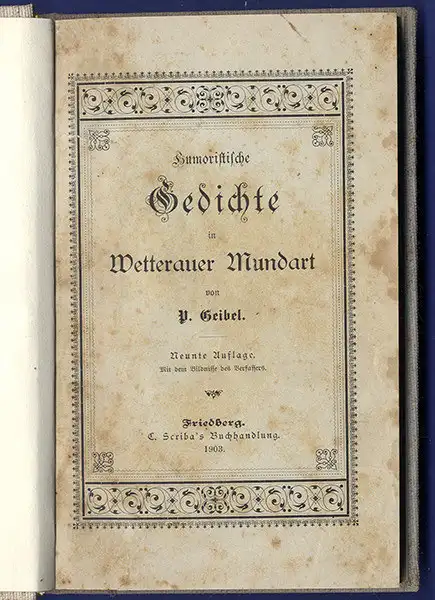 Humoristische
Gedichte
in
Wetterauer Mundart
von
P. Geibel.
Neunte Auflage.
Mit dem Bildnisse des Verfassers.
Friedberg.
C. Scriba's Buchhandlung.
1903.